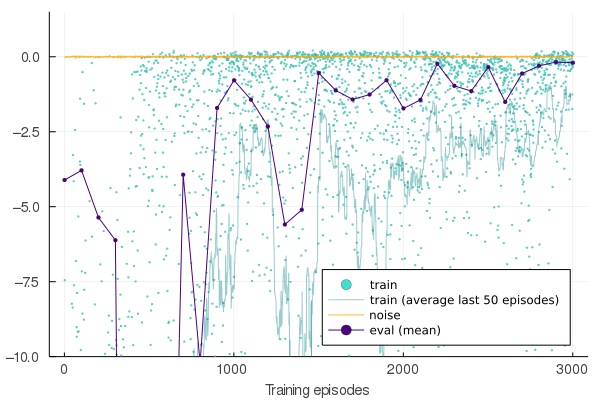 0.0
−2.5
−5.0
−7.5
−10.0
train
train (average last 50 episodes)
noise
eval (mean)
0 1000 2000 3000
Training episodes